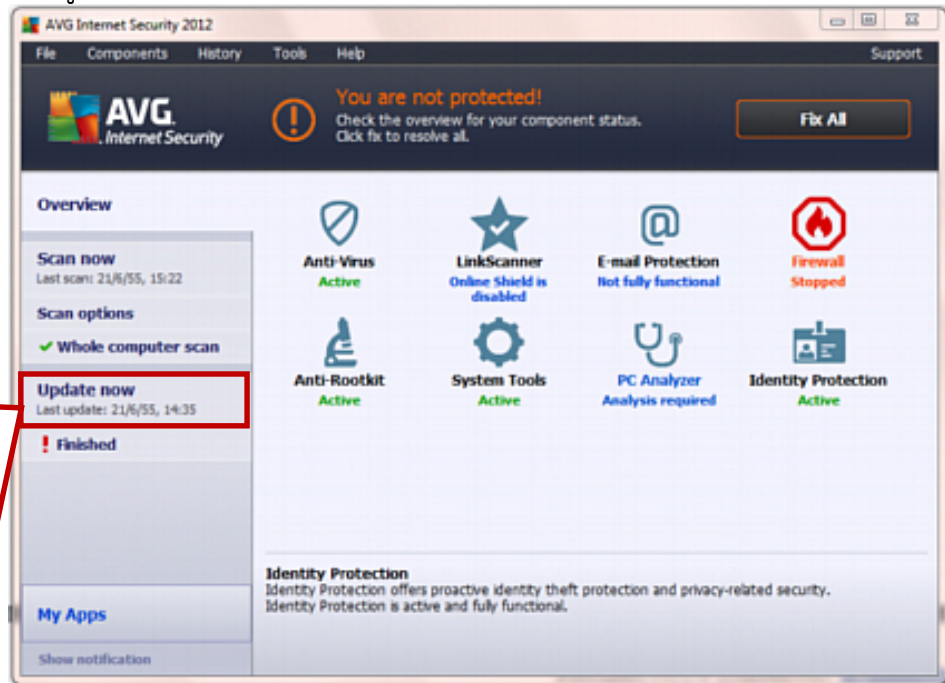 AVG Internet Security 2012
File Components History Tools Help Support
AVG.
Internet Security
You are not protected!
Check the overview for your component status.
Click fix to resolve all.
Fix All
Overview
Scan now
Last scan: 21/6/55, 15:22
Scan options
Whole computer scan
Update now
Last update: 21/6/55, 14:35
Finished
My Apps
Show notification
Anti-Virus
Active
LinkScanner
Online Shield is
disabled
E-mail Protection
Not fully functional
Firewall
Stopped
Anti-Rootkit
Active
System Tools
Active
PC Analyzer
Analysis required
Identity Protection
Active
Identity Protection
Identity Protection offers proactive identity theft protection and privacy-related security.
Identity Protection is active and fully functional.